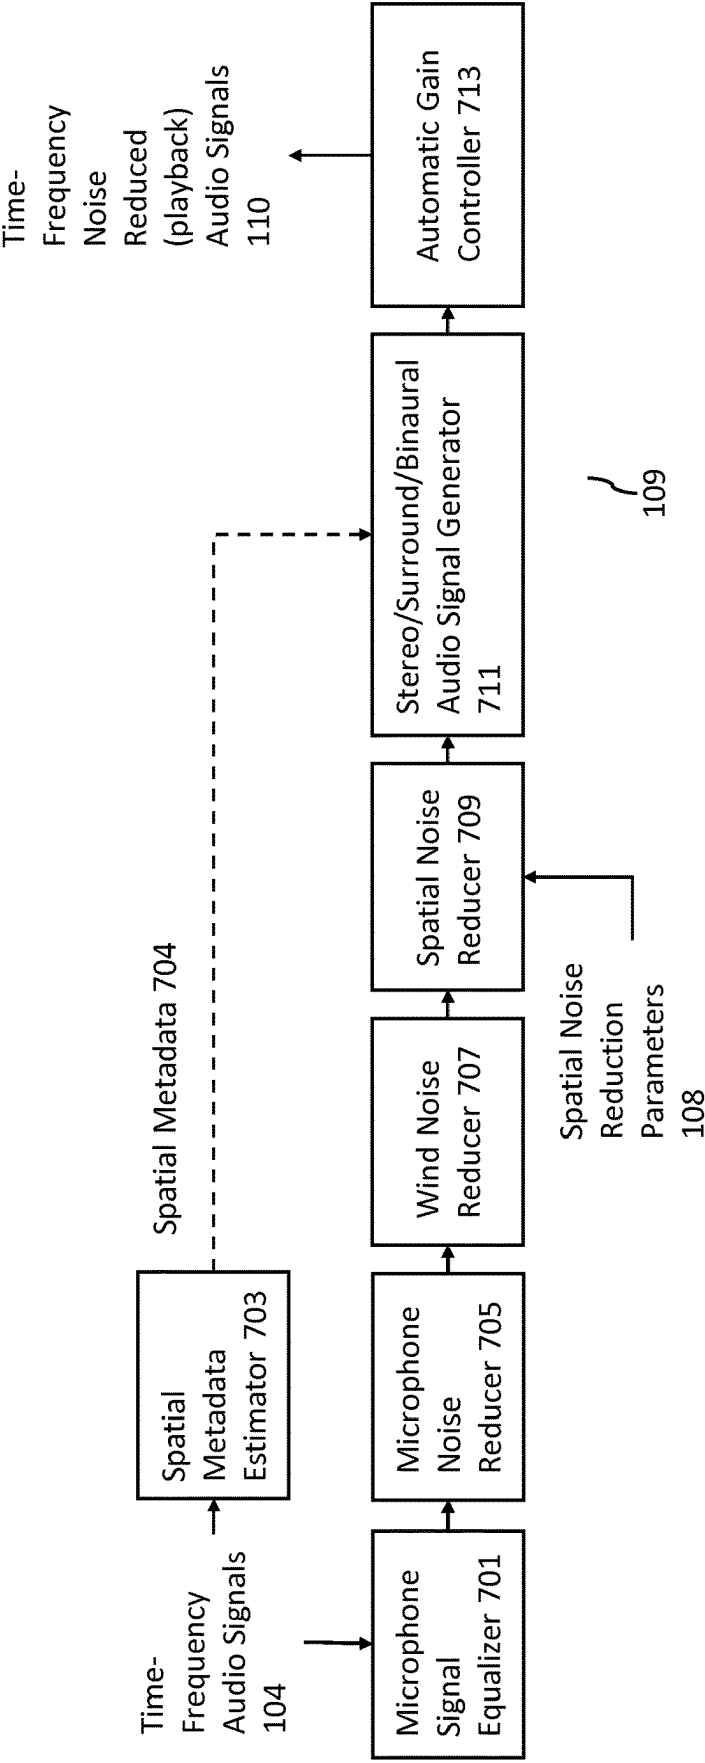 Time-
Frequency
Audio Signals
104
Spatial
Metadata
Estimator 703
Spatial Metadata 704
Time-
Frequency
Noise
Reduced
(playback)
Audio Signals
110
Microphone
Signal
Equalizer 701
Microphone
Noise
Reducer 705
Wind Noise
Reducer 707
Spatial Noise
Reducer 709
Stereo/Surround/Binaural
Audio Signal Generator
711
Automatic Gain
Controller 713
Spatial Noise
Reduction
Parameters
108
109